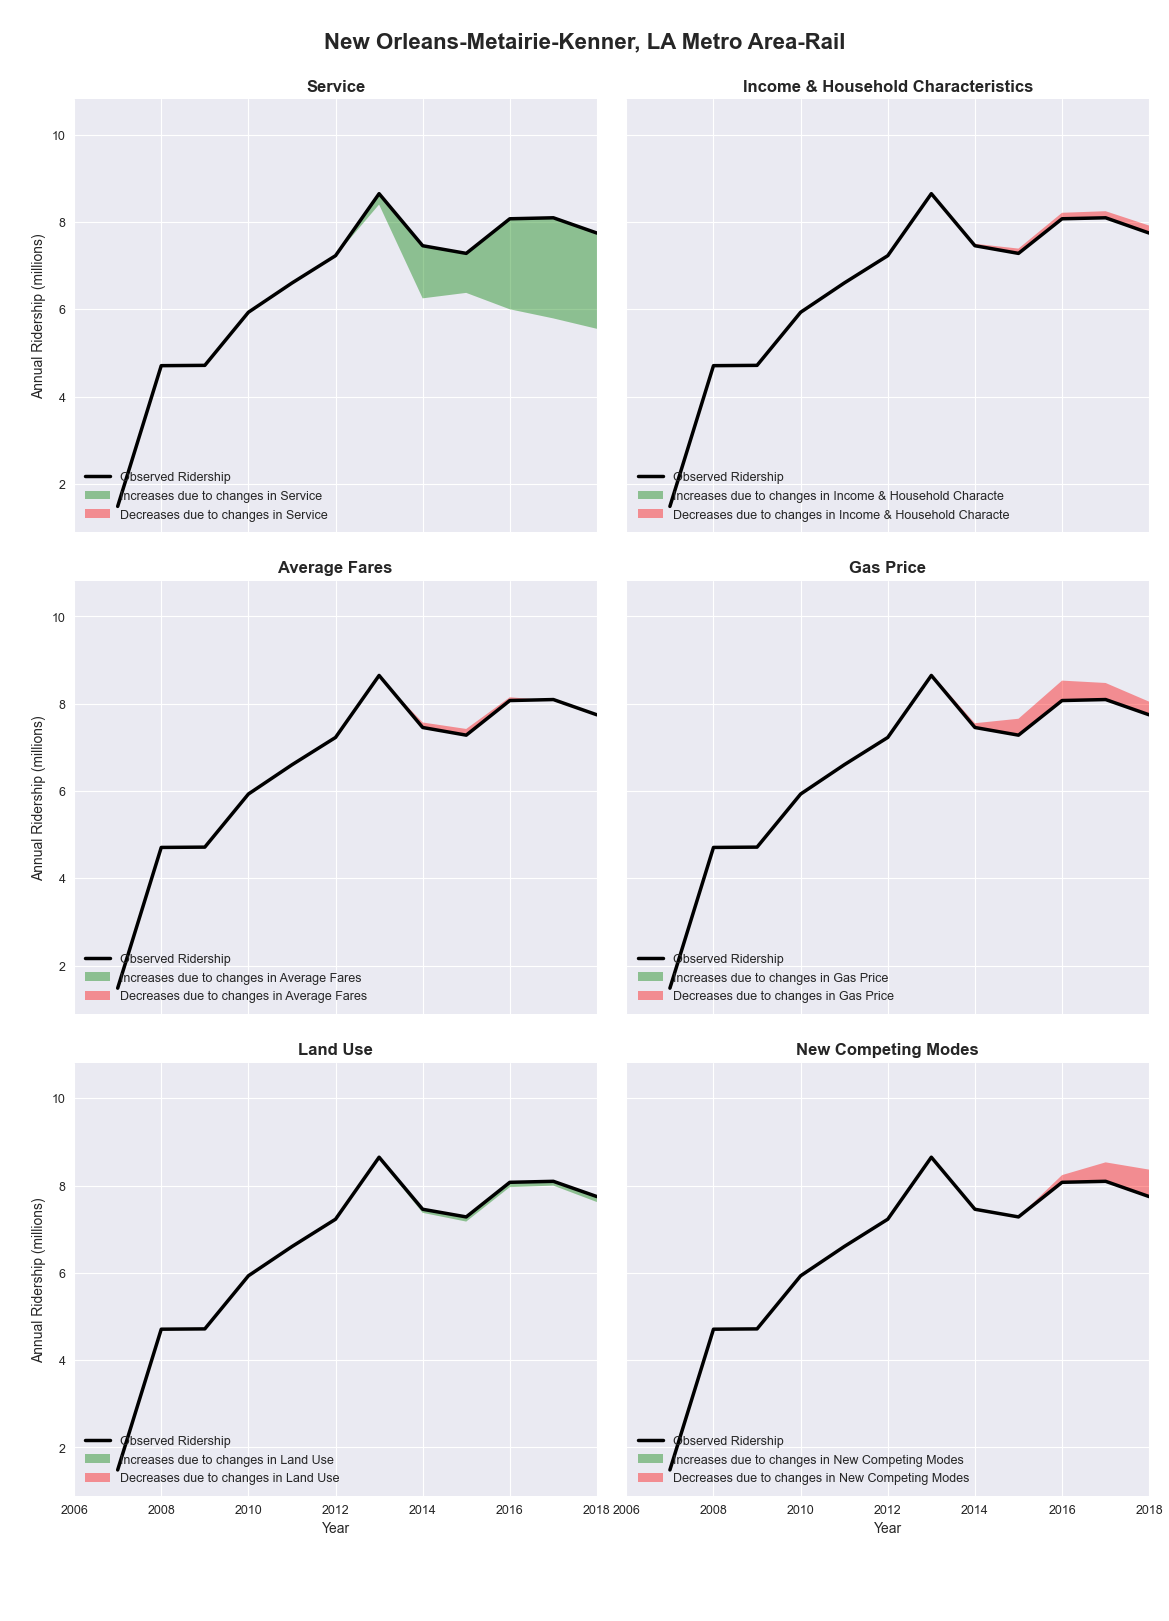 New Orleans-Metairie-Kenner, LA Metro Area-Rail
Service
Income & Household Characteristics
10
8
6
4
2
Annual Ridership (millions)
Observed Ridership
Increases due to changes in Service
Decreases due to changes in Service
Observed Ridership
Increases due to changes in Income & Household Characte
Decreases due to changes in Income & Household Characte
Average Fares
Gas Price
10
8
6
4
2
Annual Ridership (millions)
Observed Ridership
Increases due to changes in Average Fares
Decreases due to changes in Average Fares
Observed Ridership
Increases due to changes in Gas Price
Decreases due to changes in Gas Price
Land Use
New Competing Modes
10
8
6
4
2
Annual Ridership (millions)
Observed Ridership
Increases due to changes in Land Use
Decreases due to changes in Land Use
Observed Ridership
Increases due to changes in New Competing Modes
Decreases due to changes in New Competing Modes
2006 2008 2010 2012 2014 2016 2018
2006 2008 2010 2012 2014 2016 2018
Year
Year